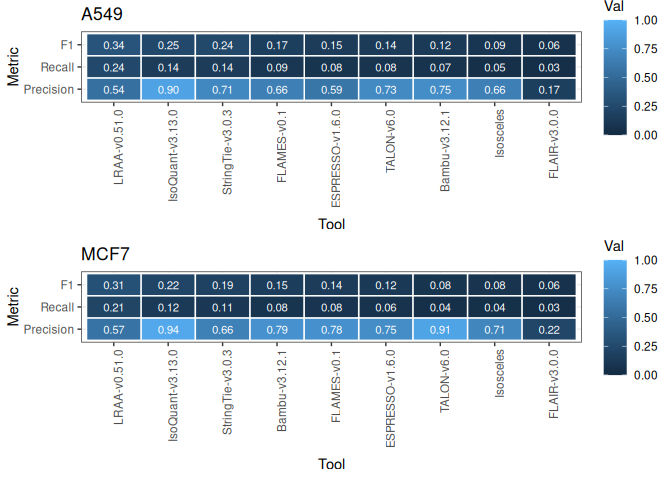 A549
Metric
F1 0.34 0.25 0.24 0.17 0.15 0.14 0.12 0.09 0.06
Recall 0.24 0.14 0.14 0.09 0.08 0.08 0.07 0.05 0.03
Precision 0.54 0.90 0.71 0.66 0.59 0.73 0.75 0.66 0.17
LRAA-v0.51.0
IsoQuant-v3.13.0
StringTie-v3.0.3
FLAMES-v0.1
ESPRESSO-v1.6.0
TALON-v6.0
Bambu-v3.12.1
Isosceles
FLAIR-v3.0.0
Tool
Val
1.00
0.75
0.50
0.25
0.00
MCF7
Metric
F1 0.31 0.22 0.19 0.15 0.14 0.12 0.08 0.08 0.06
Recall 0.21 0.12 0.11 0.08 0.08 0.06 0.04 0.04 0.03
Precision 0.57 0.94 0.66 0.79 0.78 0.75 0.91 0.71 0.22
LRAA-v0.51.0
IsoQuant-v3.13.0
StringTie-v3.0.3
Bambu-v3.12.1
FLAMES-v0.1
ESPRESSO-v1.6.0
TALON-v6.0
Isosceles
FLAIR-v3.0.0
Tool
Val
1.00
0.75
0.50
0.25
0.00